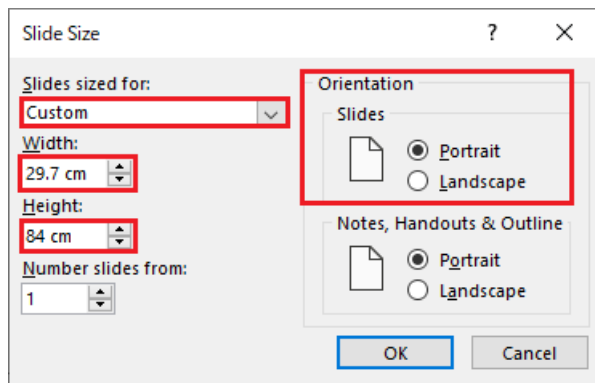 Slide Size
?
Slides sized for:
Custom
Width:
29.7 cm
Height:
84 cm
Number slides from:
1
Orientation
Slides
Portrait
Landscape
Notes, Handouts & Outline
Portrait
Landscape
OK
Cancel